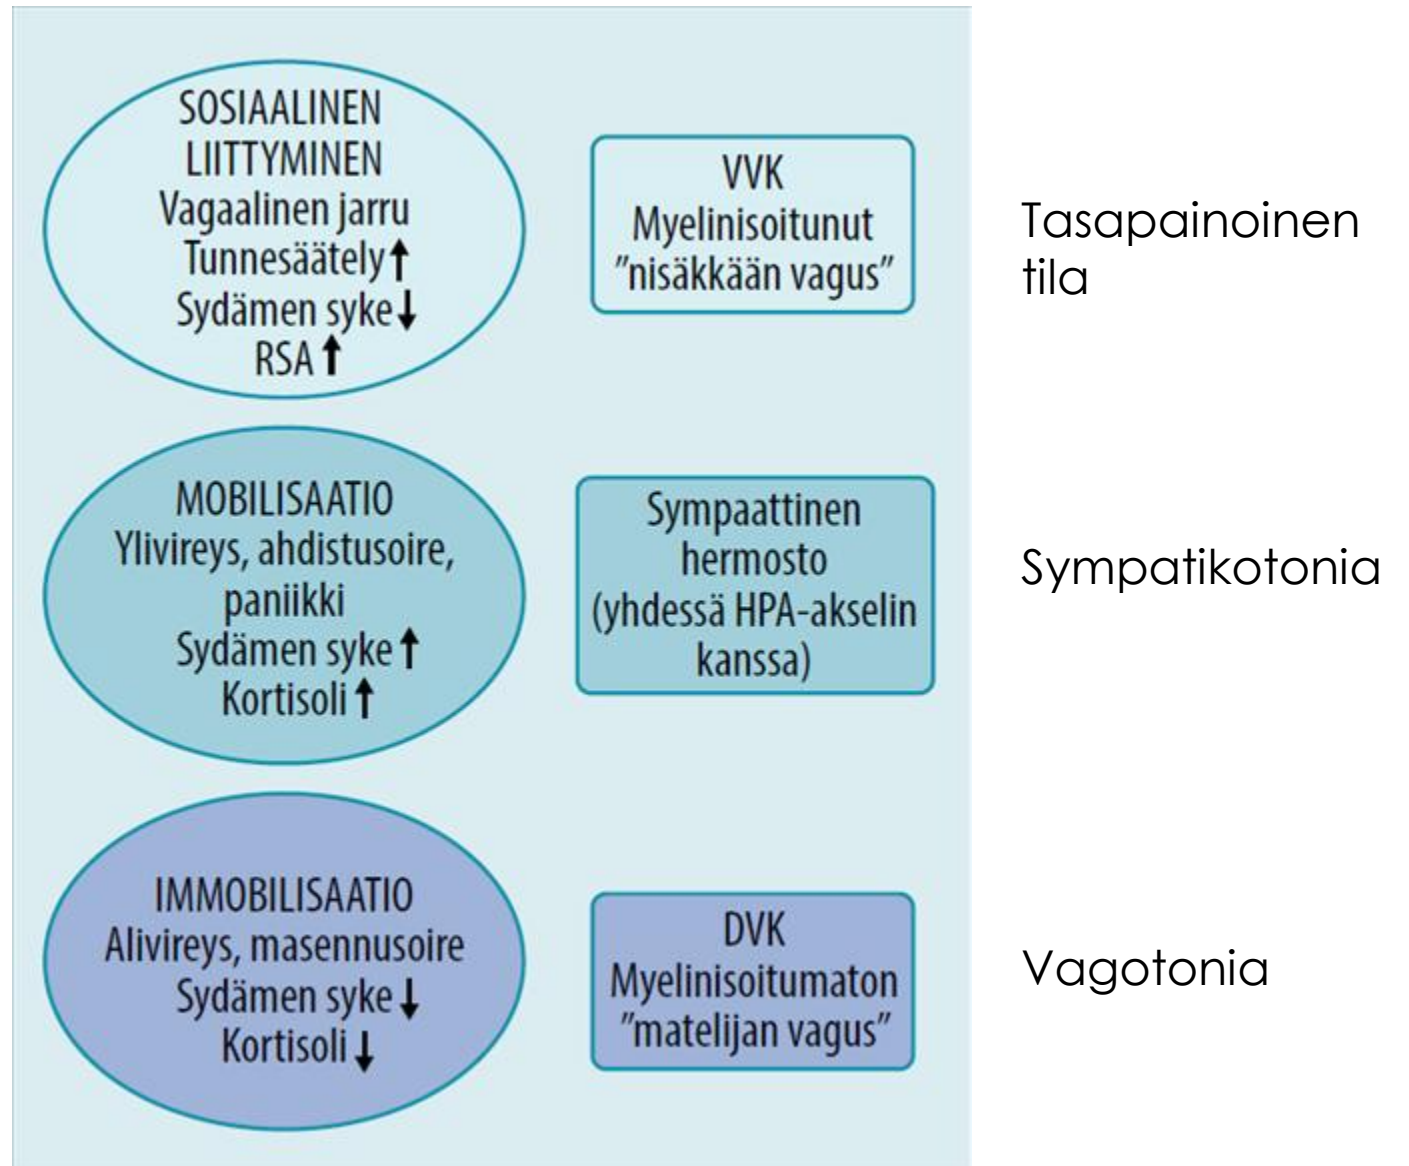 SOSIAALINEN
LIITTYMINEN
Vagaalinen jarru
Tunnesäätely ↑
Sydämen syke ↓
RSA ↑
VVK
Myelinisoitunut
”nisäkkään vagus”
Tasapainoinen
tila
MOBILISAATIO
Ylivireys, ahdistusoire,
paniikki
Sydämen syke ↑
Kortisoli ↑
Sympaattinen
hermosto
(yhdessä HPA-akselin
kanssa)
Sympatikotonia
IMMOBILISAATIO
Alivireys, masennusoire
Sydämen syke ↓
Kortisoli ↓
DVK
Myelinisoitumaton
”matelijan vagus”
Vagotonia